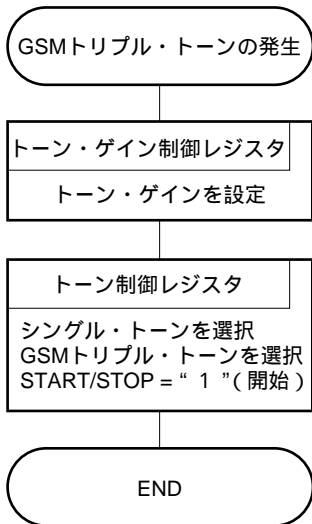 GSMトリプル・トーンの発生
トーン・ゲイン制御レジスタ
トーン・ゲインを設定
トーン制御レジスタ
シングル・トーンを選択
GSMトリプル・トーンを選択
START/STOP = “ 1 ”( 開始 )
END